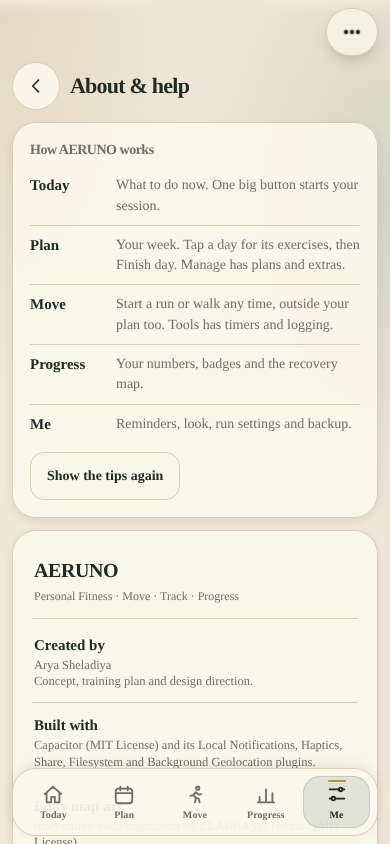 About & help
How AERUNO works
Today
What to do now. One big button starts your
session.
Plan
Your week. Tap a day for its exercises, then
Finish day. Manage has plans and extras.
Move
Start a run or walk any time, outside your
plan too. Tools has timers and logging.
Progress
Your numbers, badges and the recovery
map.
Me
Reminders, look, run settings and backup.
Show the tips again
AERUNO
Personal Fitness · Move · Track · Progress
Created by
Arya Sheladiya
Concept, training plan and design direction.
Built with
Capacitor (MIT License) and its Local Notifications, Haptics,
Share, Filesystem and Background Geolocation plugins.
Body map art
License)
Today
Plan
Move
Progress
Me